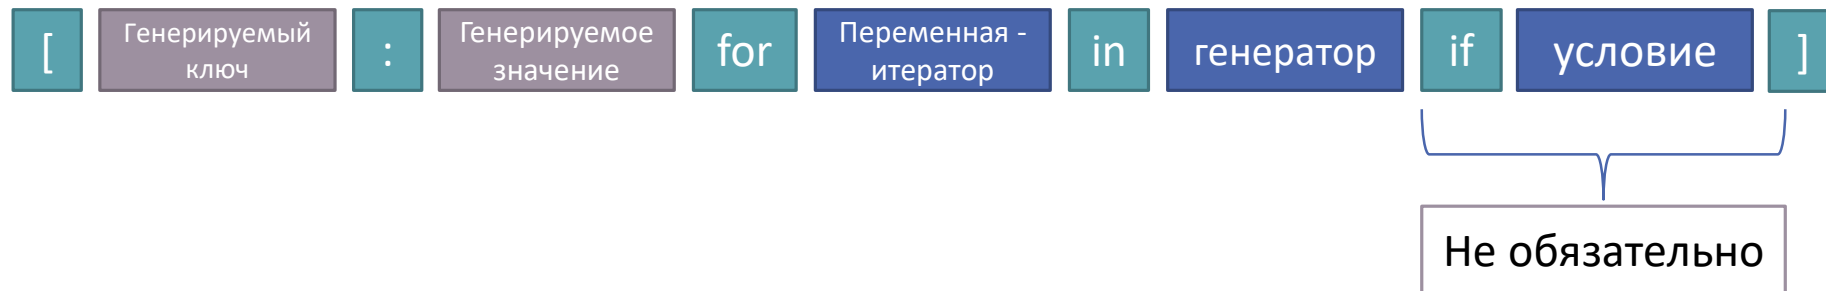 [ Генерируемый ключ : Генерируемое значение for Переменная - итератор in генератор if условие ]
Не обязательно